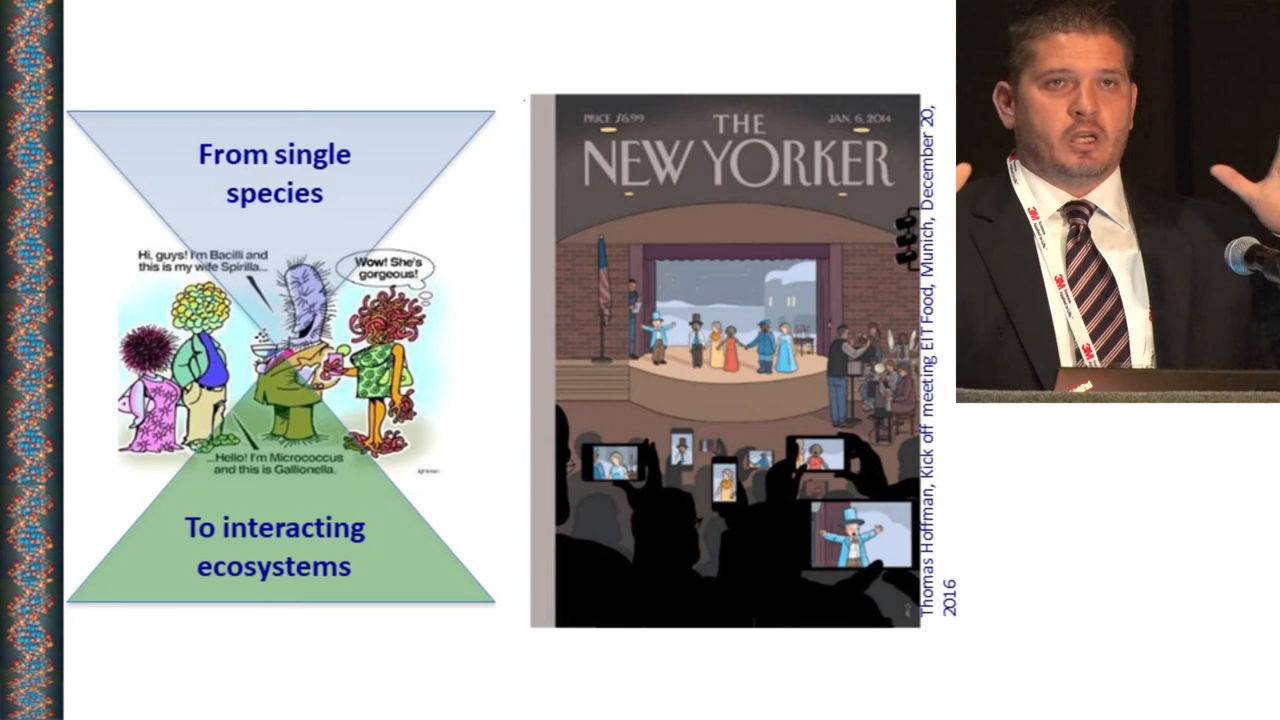 From single
species
Hi, guys! I'm Bacilli and
this is my wife Spirilla...
Wow! She's
gorgeous!
...Hello! I'm Micrococcus
and this is Gallionella.
To interacting
ecosystems
PRICE $6.99
THE
JAN. 6, 2014
NEW YORKER
Thomas Hoffman, Kick off meeting EIT Food, Munich, December 20,
2016
3M
3M
3M